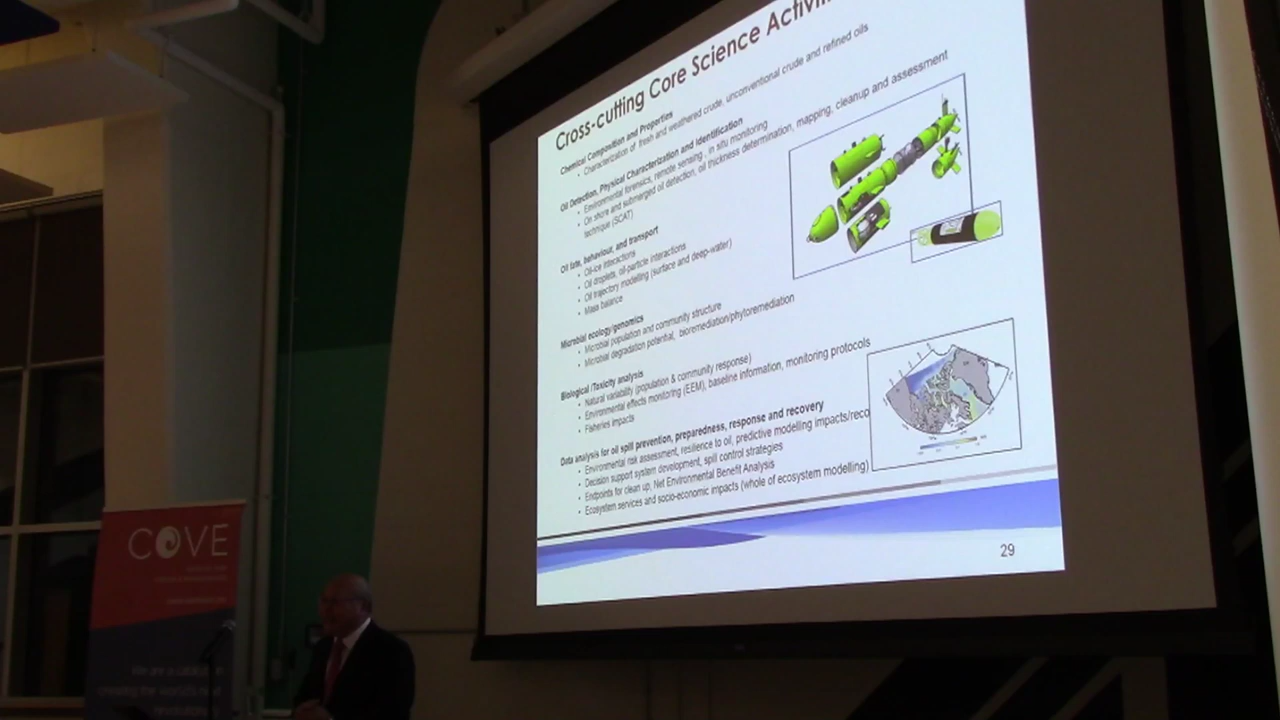 Cross-cutting Core Science
Chemical Composition and Properties
• Characterization of fresh and weathered crude, unconventional crude and refined oils
Oil Detection, Physical Characterization and Identification
• Environmental forensics, remote sensing, in situ monitoring
• On shore and submerged oil detection, oil thickness determination, mapping, cleanup and assessment
technique (SCAT)
Oil fate, behaviour, and transport
• Oil-ice interactions
• Oil droplets, oil-particle interactions
• Oil trajectory modelling (surface and deep-water)
• Mass balance
Microbial ecology/genomics
• Microbial population and community structure
• Microbial degradation potential, bioremediation/phytoremediation
Biological /Toxicity analysis
• Natural variability (population & community response)
• Environmental effects monitoring (EEM), baseline information, monitoring protocols
• Fisheries impacts
Data analysis for oil spill prevention, preparedness, response and recovery
• Environmental risk assessment, resilience to oil, predictive modelling impacts/reco
• Decision support system development, spill control strategies
• Endpoints for clean up, Net Environmental Benefit Analysis
• Ecosystem services and socio-economic impacts (whole of ecosystem modelling)
29
COVE
We are a